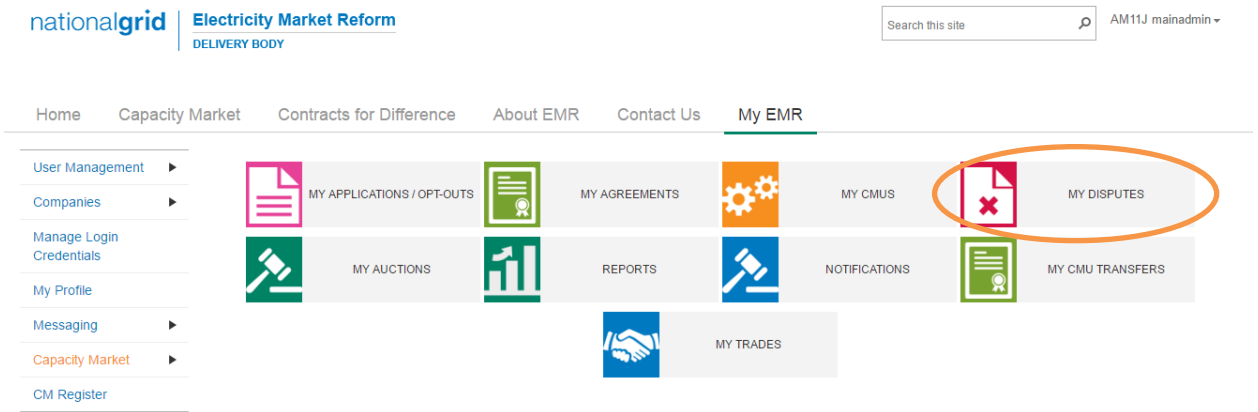 nationalgrid
Electricity Market Reform
DELIVERY BODY
Search this site
AM11J mainadmin
Home
Capacity Market
Contracts for Difference
About EMR
Contact Us
My EMR
User Management
Companies
Manage Login
Credentials
My Profile
Messaging
Capacity Market
CM Register
MY APPLICATIONS / OPT-OUTS
MY AGREEMENTS
MY CMUS
MY DISPUTES
MY AUCTIONS
REPORTS
NOTIFICATIONS
MY CMU TRANSFERS
MY TRADES